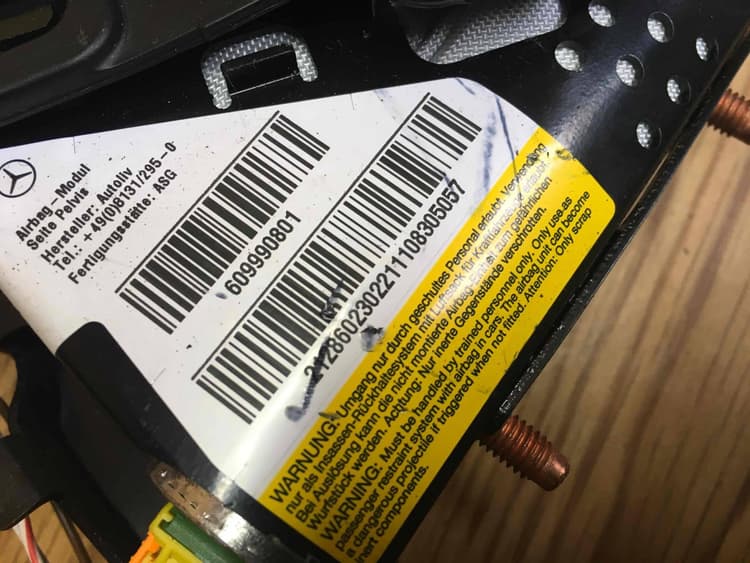 Airbag-Modul
Seite Pelvis
Hersteller: Autoliv
Tel.: +49(0)8131/295-0
Fertigungsstätte: ASG
609990801
2128602302211108305057
WARNUNG: Umgang nur durch geschultes Personal erlaubt. Verwendung
nur als Insassen-Rückhaltesystem mit Luftsack für Kraftfahrzeuge erlaubt.
Bei Auslösung kann die nicht montierte Airbag-Einheit zum gefährlichen
Wurfstück werden. Achtung: Nur inerte Gegenstände verschrotten.
WARNING: Must be handled by trained personnel only. Only use as
passenger restraint system with airbag in cars. The airbag unit can become
a dangerous projectile if triggered when not fitted. Attention: Only scrap
inert components.